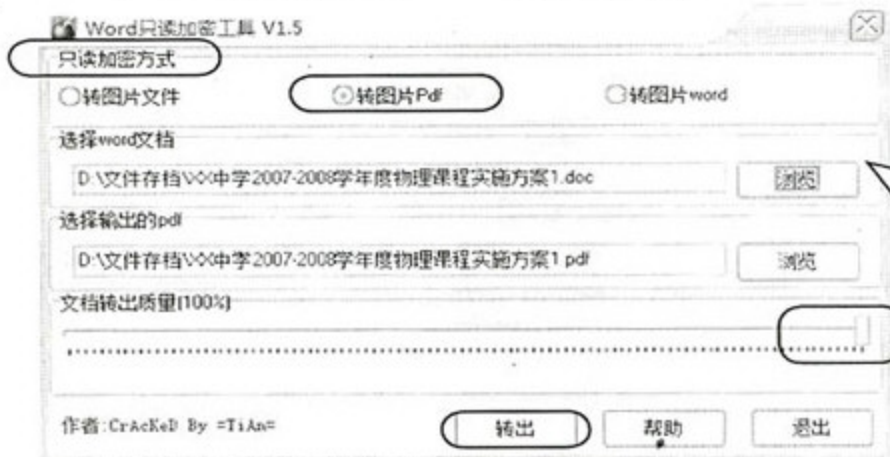 Word只读加密工具 V1.5
只读加密方式
转图片文件 转图片Pdf 转图片word
选择word文档
D:\文件存档\XX中学2007-2008学年度物理课程实施方案1.doc 浏览
选择输出的pdf
D:\文件存档\XX中学2007-2008学年度物理课程实施方案1.pdf 浏览
文档转出质量(100%)
作者:CrAcKeD By =TiAn= 转出 帮助 退出